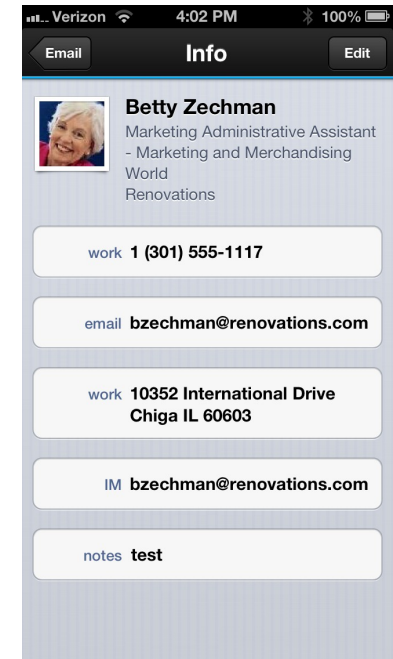 Verizon 4:02 PM 100%
Email Info Edit
Betty Zechman
Marketing Administrative Assistant
- Marketing and Merchandising
World
Renovations
work 1 (301) 555-1117
email bzechman@renovations.com
work 10352 International Drive
Chiga IL 60603
IM bzechman@renovations.com
notes test